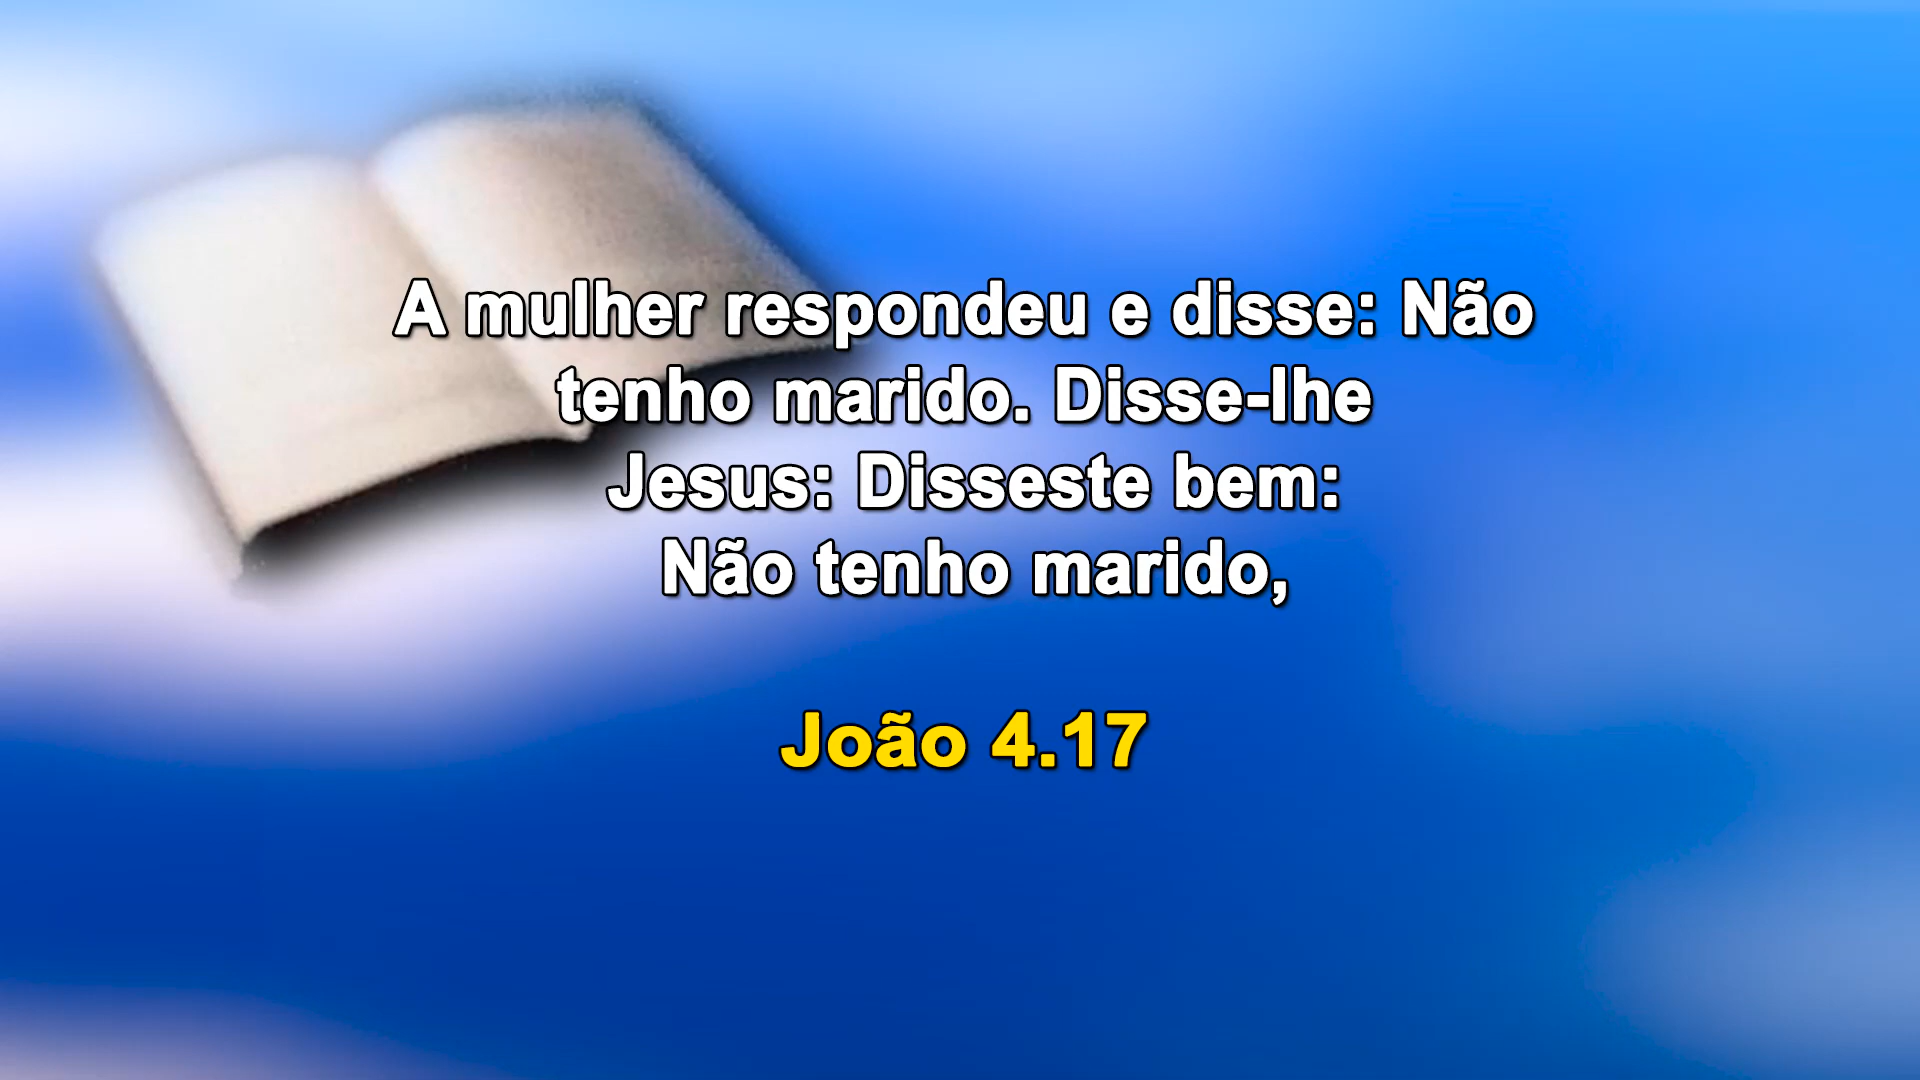 A mulher respondeu e disse: Não
tenho marido. Disse-lhe
Jesus: Disseste bem:
Não tenho marido,
João 4.17